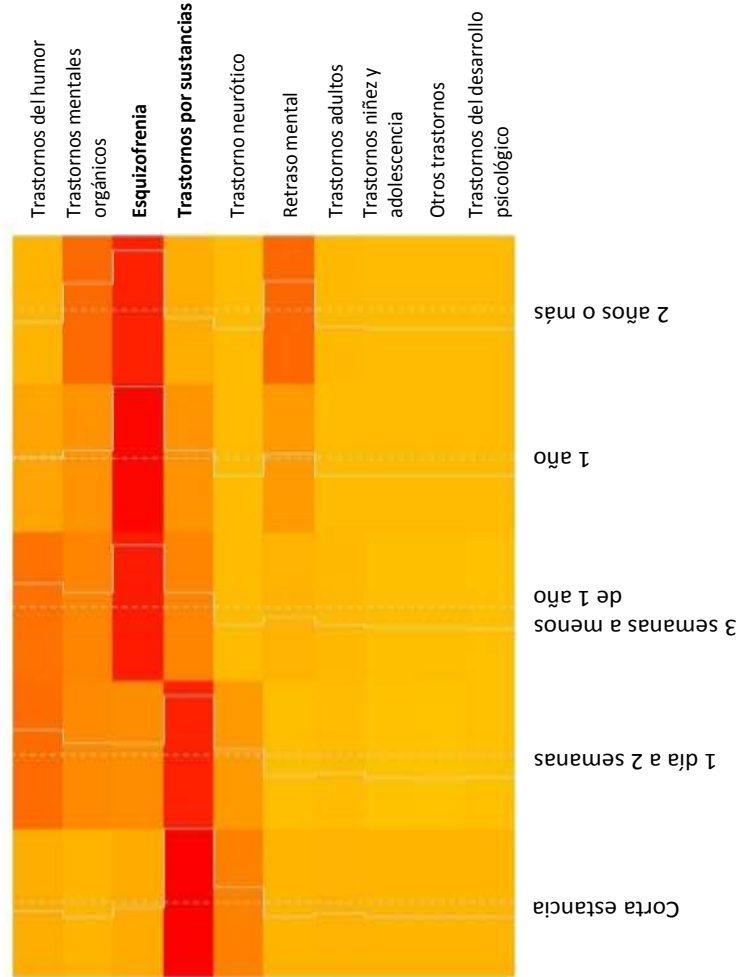 Trastornos del humor
Trastornos mentales
orgánicos
Esquizofrenia
Trastornos por sustancias
Trastorno neurótico
Retraso mental
Trastornos adultos
Trastornos niñez y
adolescencia
Otros trastornos
Trastornos del desarrollo
psicológico
2 años o más
1 año
3 semanas a menos
de 1 año
1 día a 2 semanas
Corta estancia